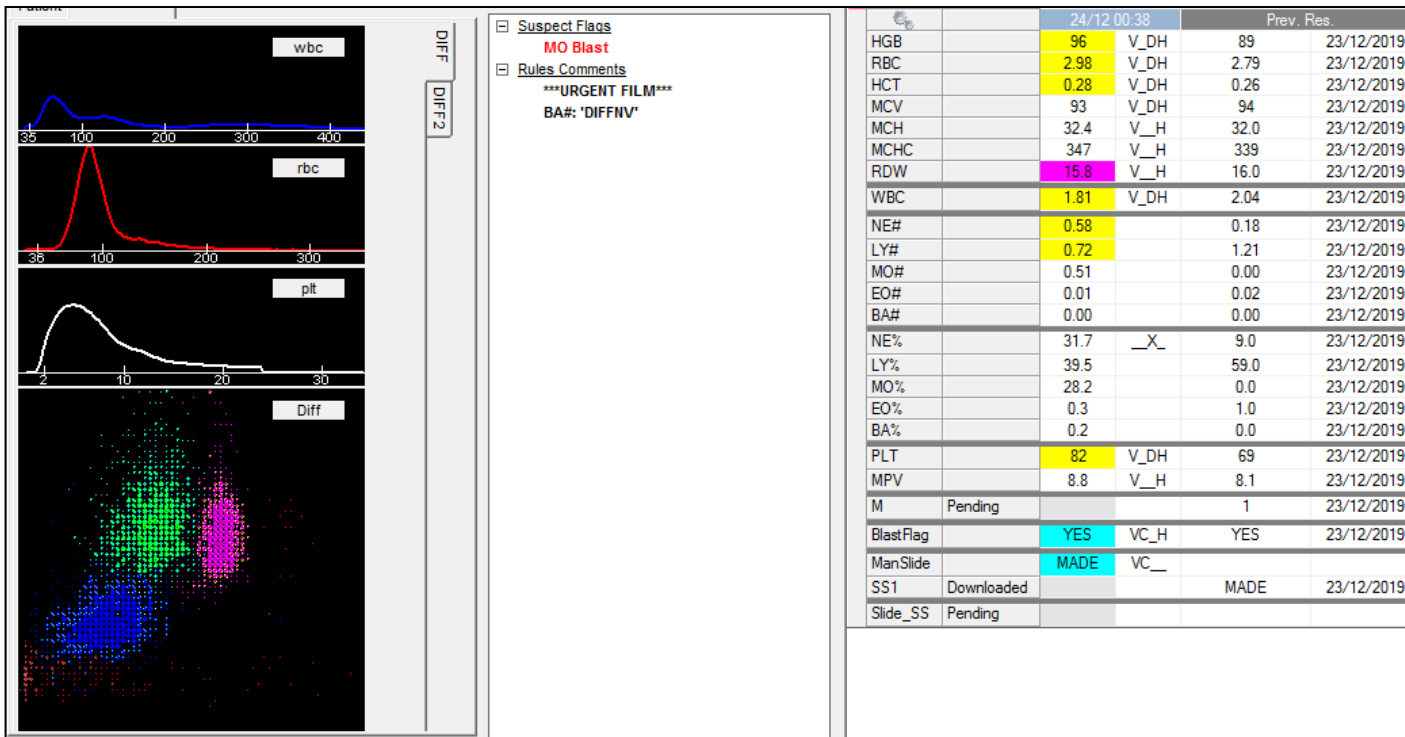 Patient
wbc
35 100 200 300 400
rbc
36 100 200 300
plt
2 10 20 30
Diff
DIFF
DIFF2
Suspect Flags
MO Blast
Rules Comments
***URGENT FILM***
BA#: 'DIFFNV'
24/12 00:38 Prev. Res.
HGB 96 V_DH 89 23/12/2019
RBC 2.98 V_DH 2.79 23/12/2019
HCT 0.28 V_DH 0.26 23/12/2019
MCV 93 V_DH 94 23/12/2019
MCH 32.4 V__H 32.0 23/12/2019
MCHC 347 V__H 339 23/12/2019
RDW 15.8 V__H 16.0 23/12/2019
WBC 1.81 V_DH 2.04 23/12/2019
NE# 0.58 0.18 23/12/2019
LY# 0.72 1.21 23/12/2019
MO# 0.51 0.00 23/12/2019
EO# 0.01 0.02 23/12/2019
BA# 0.00 0.00 23/12/2019
NE% 31.7 __X_ 9.0 23/12/2019
LY% 39.5 59.0 23/12/2019
MO% 28.2 0.0 23/12/2019
EO% 0.3 1.0 23/12/2019
BA% 0.2 0.0 23/12/2019
PLT 82 V_DH 69 23/12/2019
MPV 8.8 V__H 8.1 23/12/2019
M Pending 1 23/12/2019
BlastFlag YES VC_H YES 23/12/2019
ManSlide MADE VC__
SS1 Downloaded MADE 23/12/2019
Slide_SS Pending